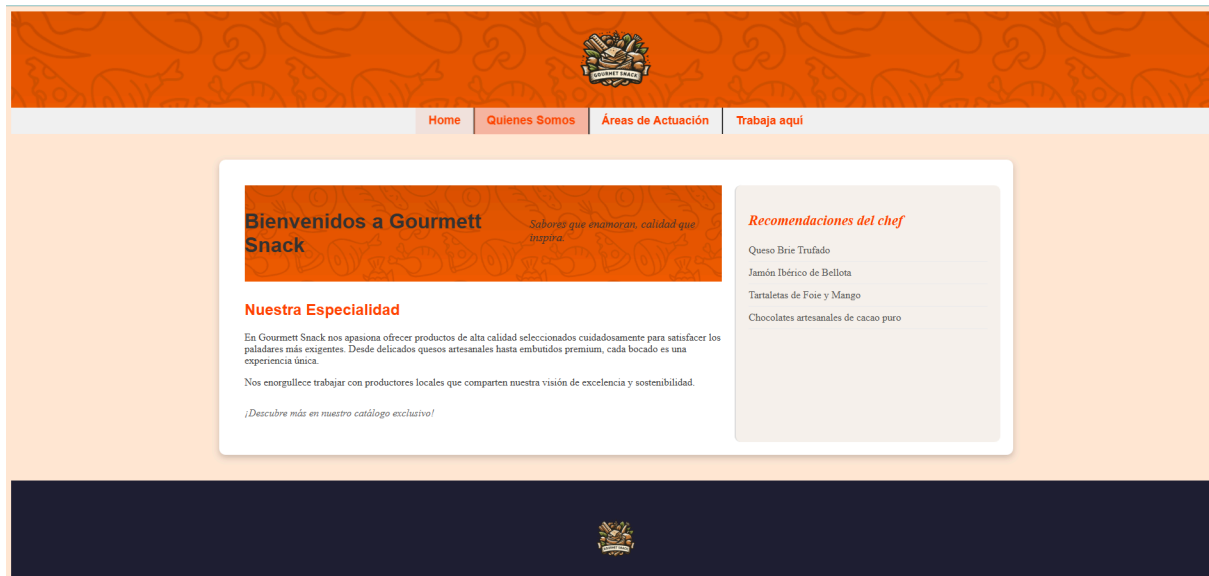 GOURMET SNACK
Home
Quienes Somos
Áreas de Actuación
Trabaja aquí
Bienvenidos a Gourmett
Snack
Sabores que enamoran, calidad que
inspira.
Nuestra Especialidad
En Gourmett Snack nos apasiona ofrecer productos de alta calidad seleccionados cuidadosamente para satisfacer los
paladares más exigentes. Desde delicados quesos artesanales hasta embutidos premium, cada bocado es una
experiencia única.
Nos enorgullece trabajar con productores locales que comparten nuestra visión de excelencia y sostenibilidad.
¡Descubre más en nuestro catálogo exclusivo!
Recomendaciones del chef
Queso Brie Trufado
Jamón Ibérico de Bellota
Tartaletas de Foie y Mango
Chocolates artesanales de cacao puro
GOURMET SNACK